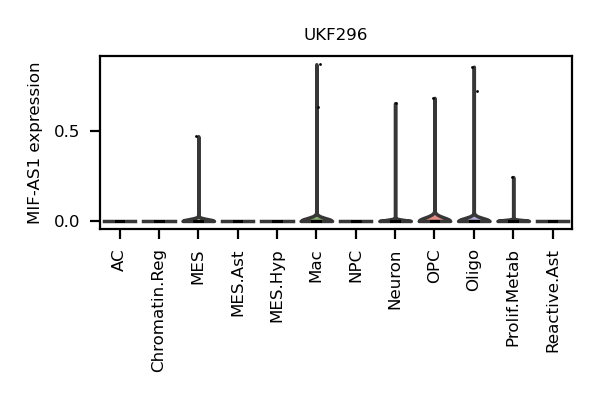 UKF296
MIF-AS1 expression
0.5
0.0
AC
Chromatin.Reg
MES
MES.Ast
MES.Hyp
Mac
NPC
Neuron
OPC
Oligo
Prolif.Metab
Reactive.Ast